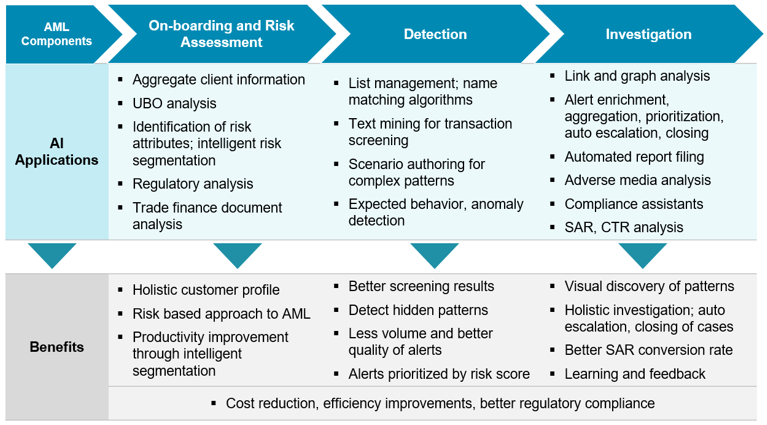 AML
Components
On-boarding and Risk
Assessment
Detection
Investigation
AI
Applications
▪ Aggregate client information
▪ UBO analysis
▪ Identification of risk
attributes; intelligent risk
segmentation
▪ Regulatory analysis
▪ Trade finance document
analysis
▪ List management; name
matching algorithms
▪ Text mining for transaction
screening
▪ Scenario authoring for
complex patterns
▪ Expected behavior, anomaly
detection
▪ Link and graph analysis
▪ Alert enrichment,
aggregation, prioritization,
auto escalation, closing
▪ Automated report filing
▪ Adverse media analysis
▪ Compliance assistants
▪ SAR, CTR analysis
Benefits
▪ Holistic customer profile
▪ Risk based approach to AML
▪ Productivity improvement
through intelligent
segmentation
▪ Better screening results
▪ Detect hidden patterns
▪ Less volume and better
quality of alerts
▪ Alerts prioritized by risk score
▪ Visual discovery of patterns
▪ Holistic investigation; auto
escalation, closing of cases
▪ Better SAR conversion rate
▪ Learning and feedback
▪ Cost reduction, efficiency improvements, better regulatory compliance